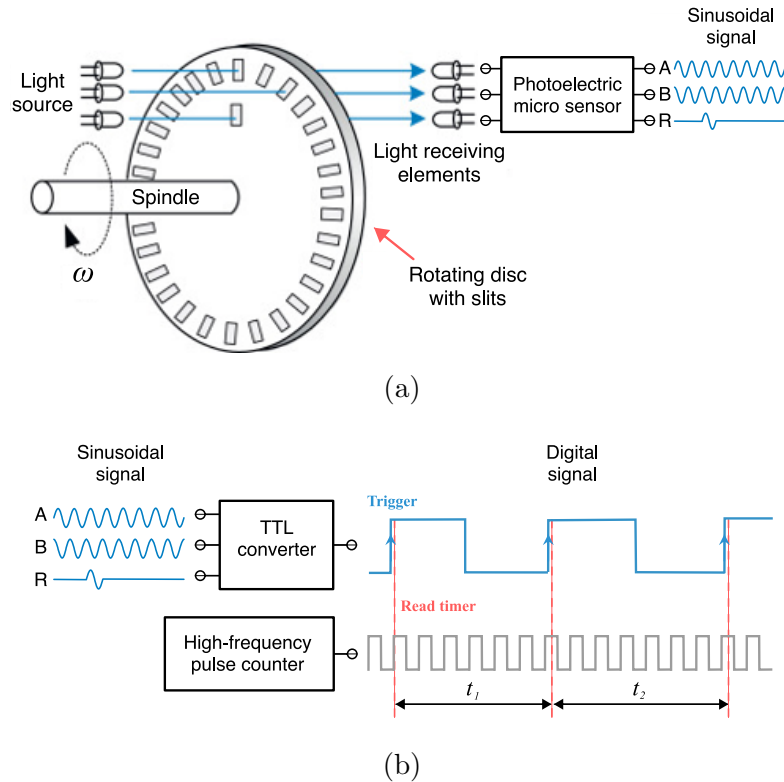 Sinusoidal
signal
Light
source
A
B
R
Photoelectric
micro sensor
Light receiving
elements
Spindle
ω
Rotating disc
with slits
(a)
Sinusoidal
signal
Digital
signal
A
B
R
TTL
converter
Trigger
Read timer
High-frequency
pulse counter
t1
t2
(b)